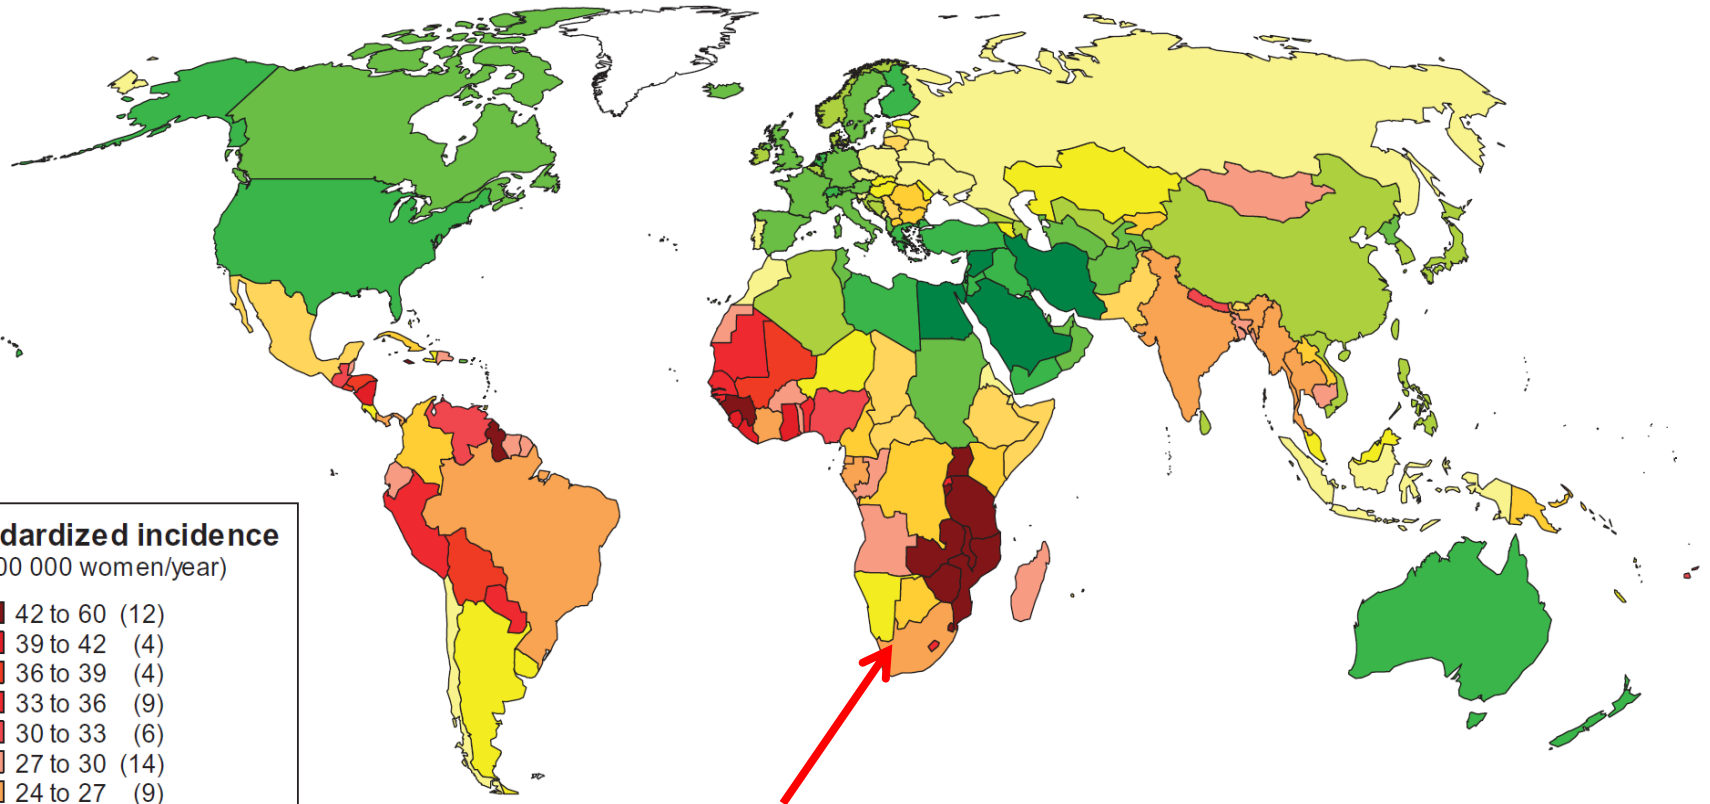 dardized incidence
00 000 women/year)
42 to 60 (12)
39 to 42 (4)
36 to 39 (4)
33 to 36 (9)
30 to 33 (6)
27 to 30 (14)
24 to 27 (9)